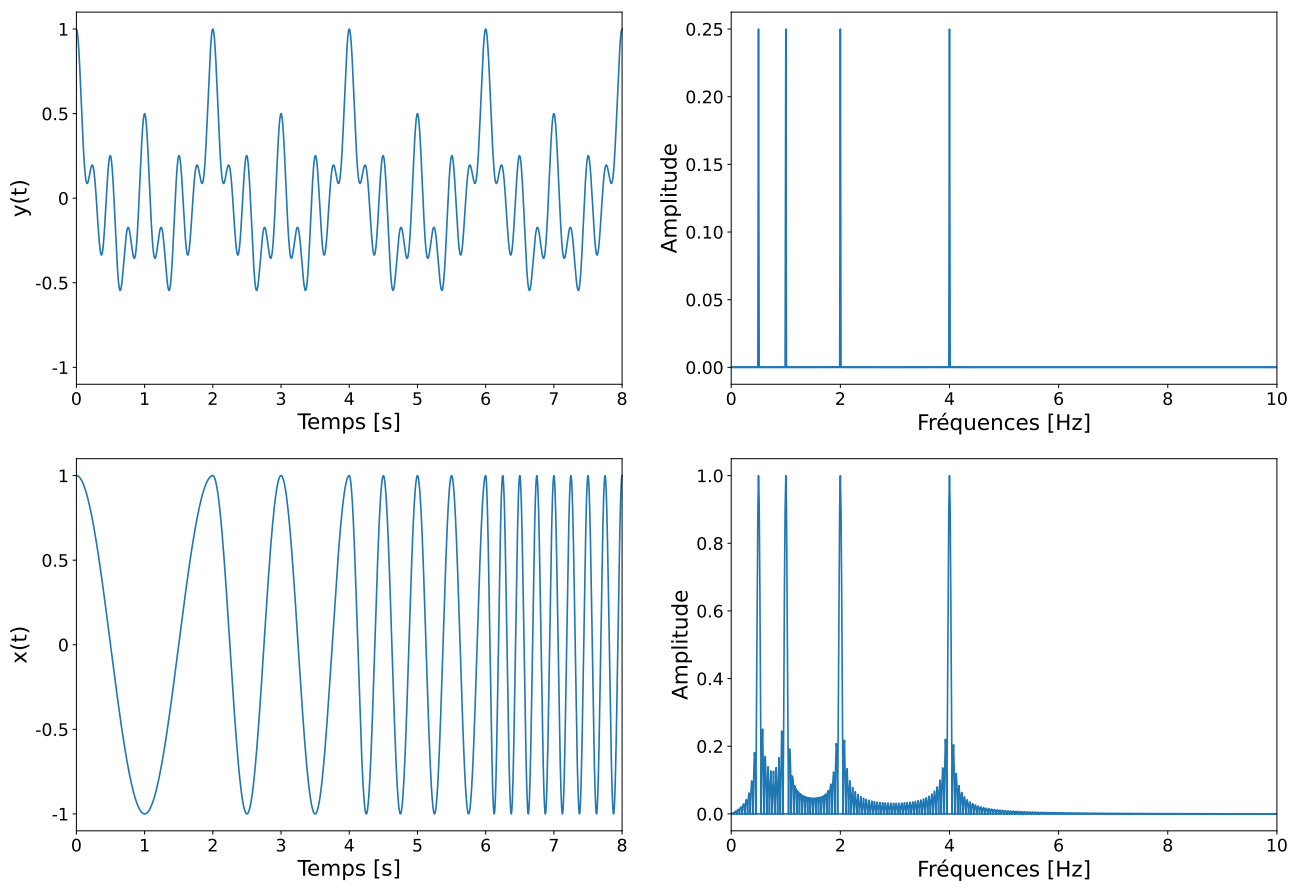 1
0.5
0
-0.5
-1
y(t)
0 1 2 3 4 5 6 7 8
Temps [s]
0.25
0.20
0.15
0.10
0.05
0.00
Amplitude
0 2 4 6 8 10
Fréquences [Hz]
1
0.5
0
-0.5
-1
x(t)
0 1 2 3 4 5 6 7 8
Temps [s]
1.0
0.8
0.6
0.4
0.2
0.0
Amplitude
0 2 4 6 8 10
Fréquences [Hz]